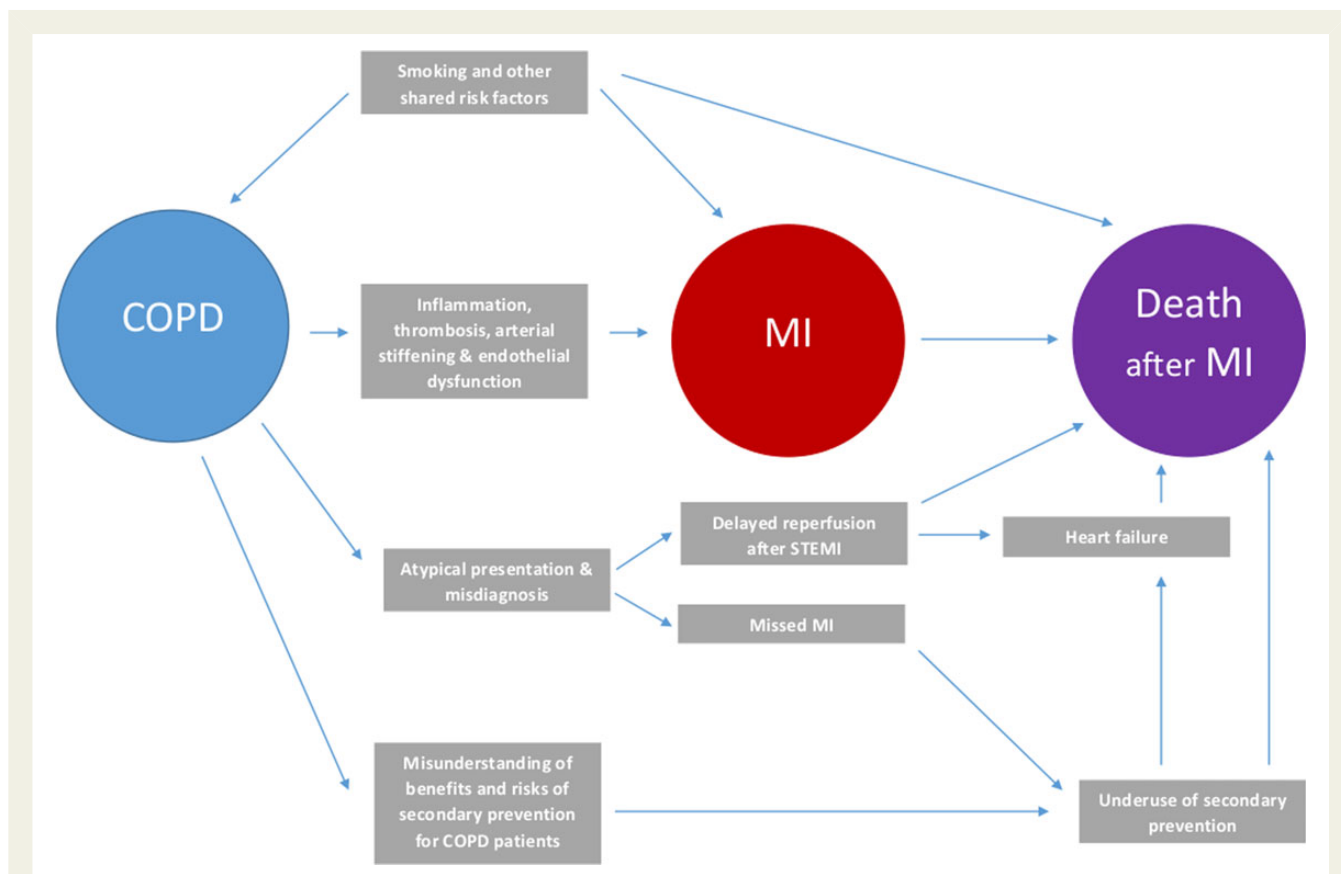 Smoking and other
shared risk factors
COPD
Inflammation,
thrombosis, arterial
stiffening & endothelial
dysfunction
MI
Death
after MI
Delayed reperfusion
after STEMI
Heart failure
Atypical presentation &
misdiagnosis
Missed MI
Misunderstanding of
benefits and risks of
secondary prevention
for COPD patients
Underuse of secondary
prevention